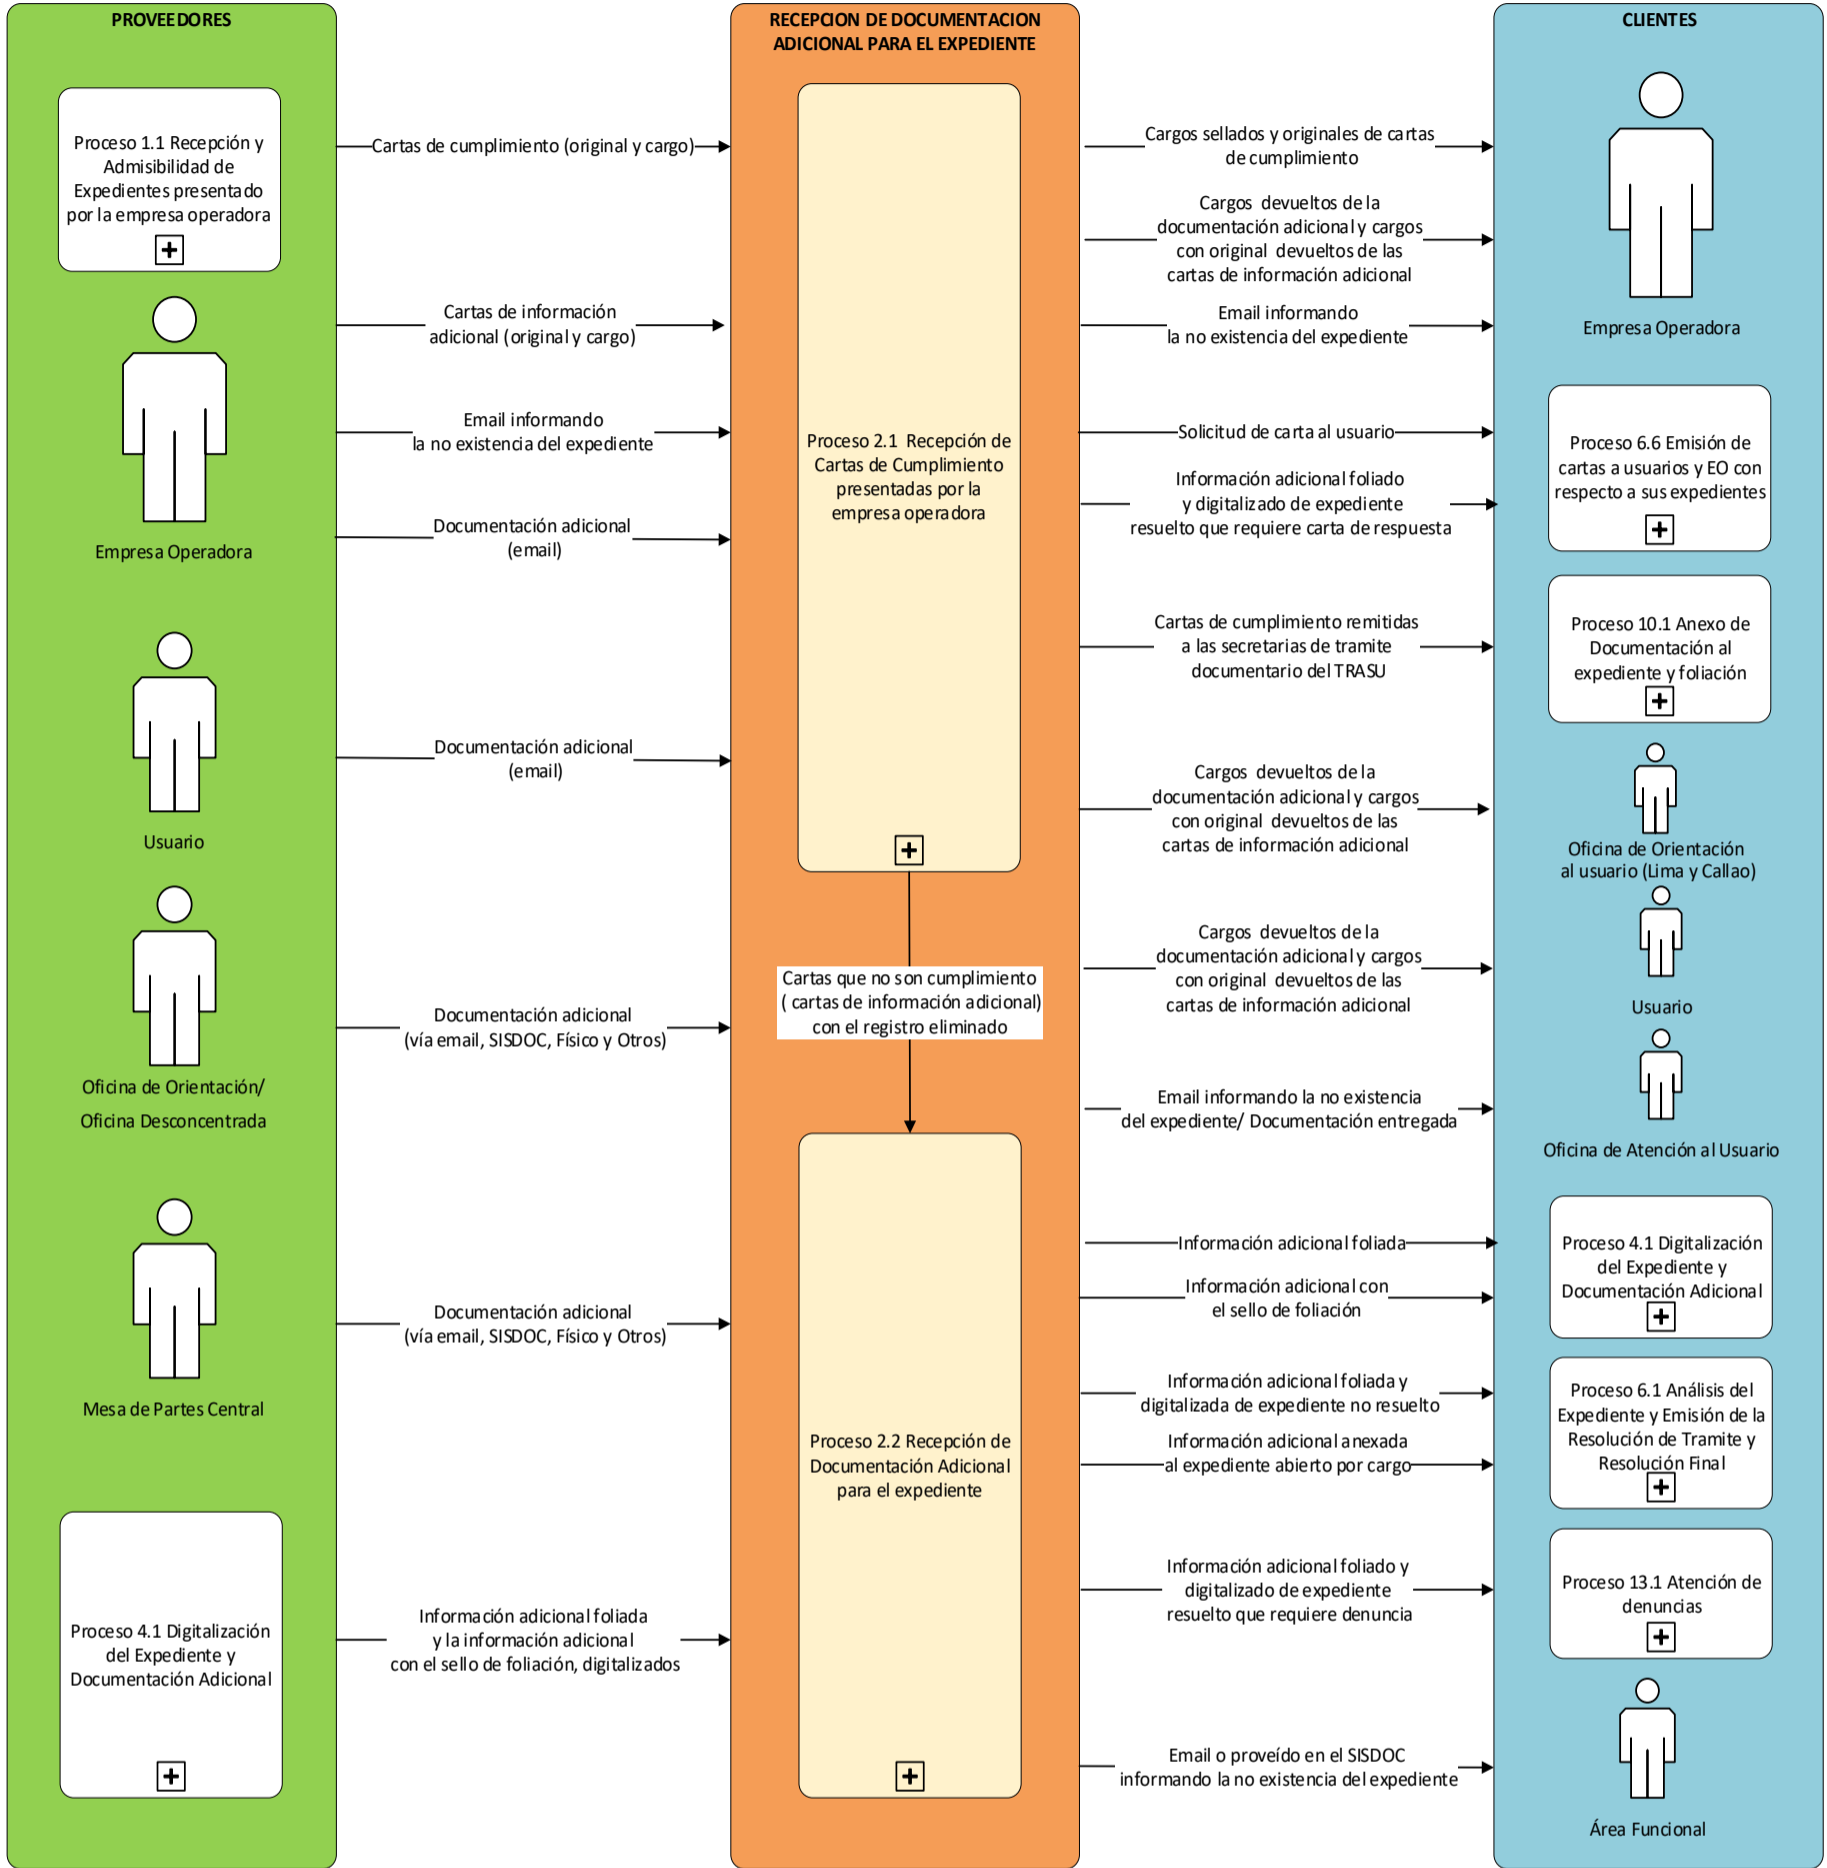 PROVEEDORES
Proceso 1.1 Recepción y
Admisibilidad de
Expedientes presentado
por la empresa operadora
Empresa Operadora
Usuario
Oficina de Orientación/
Oficina Desconcentrada
Mesa de Partes Central
Proceso 4.1 Digitalización
del Expediente y
Documentación Adicional
Cartas de cumplimiento (original y cargo)
Cartas de información
adicional (original y cargo)
Email informando
la no existencia del expediente
Documentación adicional
(email)
Documentación adicional
(email)
Documentación adicional
(vía email, SISDOC, Físico y Otros)
Documentación adicional
(vía email, SISDOC, Físico y Otros)
Información adicional foliada
y la información adicional
con el sello de foliación, digitalizados
RECEPCION DE DOCUMENTACION
ADICIONAL PARA EL EXPEDIENTE
Proceso 2.1 Recepción de
Cartas de Cumplimiento
presentadas por la
empresa operadora
Cartas que no son cumplimiento
( cartas de información adicional)
con el registro eliminado
Proceso 2.2 Recepción de
Documentación Adicional
para el expediente
Cargos sellados y originales de cartas
de cumplimiento
Cargos devueltos de la
documentación adicional y cargos
con original devueltos de las
cartas de información adicional
Email informando
la no existencia del expediente
Solicitud de carta al usuario
Información adicional foliado
y digitalizado de expediente
resuelto que requiere carta de respuesta
Cartas de cumplimiento remitidas
a las secretarias de tramite
documentario del TRASU
Cargos devueltos de la
documentación adicional y cargos
con original devueltos de las
cartas de información adicional
Cargos devueltos de la
documentación adicional y cargos
con original devueltos de las
cartas de información adicional
Email informando la no existencia
del expediente/ Documentación entregada
Información adicional foliada
Información adicional con
el sello de foliación
Información adicional foliada y
digitalizada de expediente no resuelto
Información adicional anexada
al expediente abierto por cargo
Información adicional foliado y
digitalizado de expediente
resuelto que requiere denuncia
Email o proveído en el SISDOC
informando la no existencia del expediente
CLIENTES
Empresa Operadora
Proceso 6.6 Emisión de
cartas a usuarios y EO con
respecto a sus expedientes
Proceso 10.1 Anexo de
Documentación al
expediente y foliación
Oficina de Orientación
al usuario (Lima y Callao)
Usuario
Oficina de Atención al Usuario
Proceso 4.1 Digitalización
del Expediente y
Documentación Adicional
Proceso 6.1 Análisis del
Expediente y Emisión de la
Resolución de Tramite y
Resolución Final
Proceso 13.1 Atención de
denuncias
Área Funcional